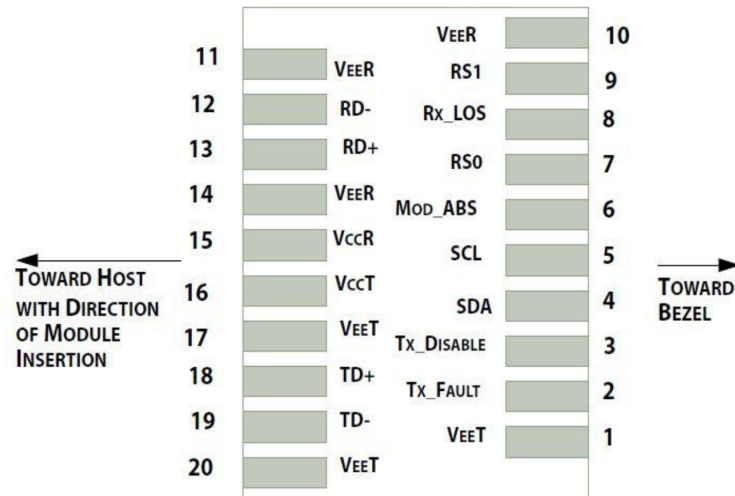 11 VEER
12 RD-
13 RD+
14 VEER
15 VCCR
16 VCCT
17 VEET
18 TD+
19 TD-
20 VEET
VEER 10
RS1 9
RX_LOS 8
RS0 7
MOD_ABS 6
SCL 5
SDA 4
TX_DISABLE 3
TX_FAULT 2
VEET 1
TOWARD HOST
WITH DIRECTION
OF MODULE
INSERTION
TOWARD
BEZEL